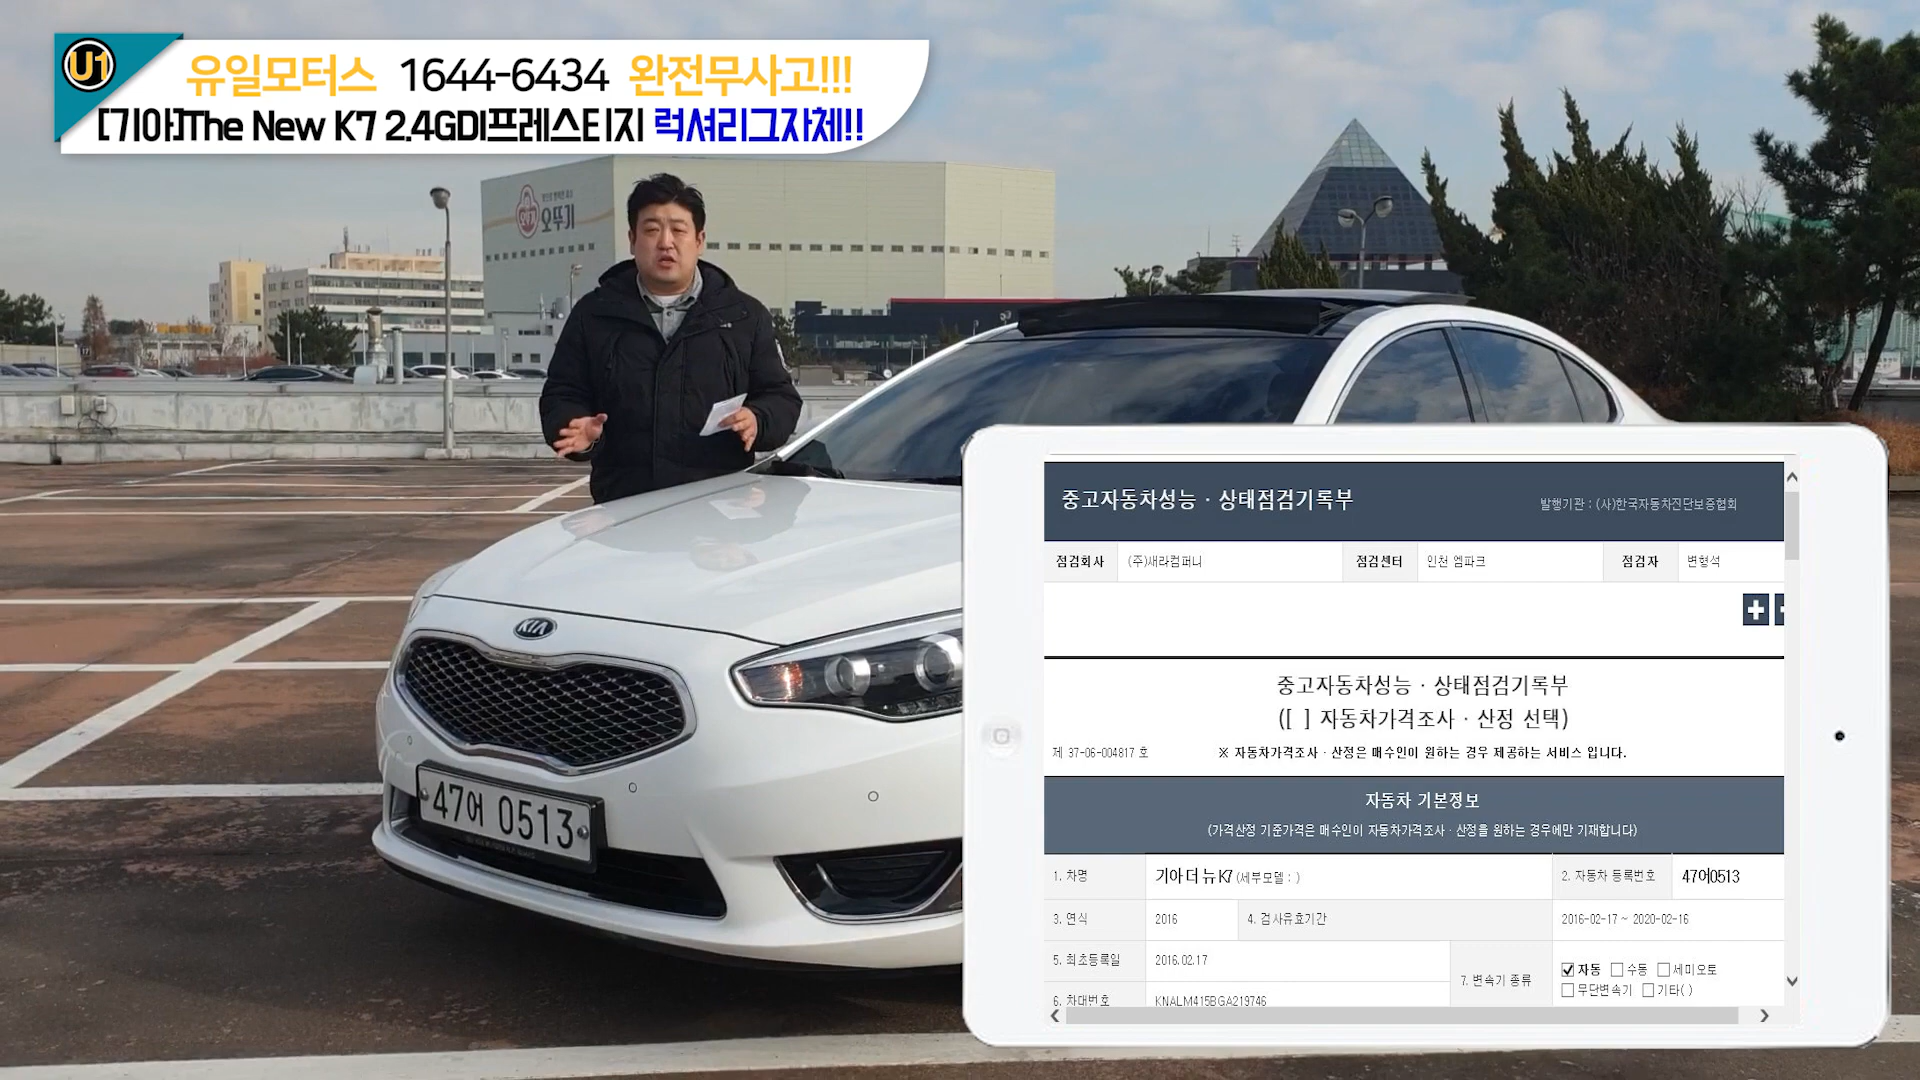 U1
유일모터스 1644-6434 완전무사고!!!
[기아]The New K7 2.4GDI프레스티지 럭셔리그자체!!
오뚜기
KIA
47어 0513
중고자동차성능 · 상태점검기록부
발행기관 : (사)한국자동차진단보증협회
점검회사 (주)새라컴퍼니 점검센터 인천 엠파크 점검자 변형석
중고자동차성능 · 상태점검기록부
([ ] 자동차가격조사 · 산정 선택)
제 37-06-004817 호 ※ 자동차가격조사 · 산정은 매수인이 원하는 경우 제공하는 서비스 입니다.
자동차 기본정보
(가격산정 기준가격은 매수인이 자동차가격조사 · 산정을 원하는 경우에만 기재합니다)
1. 차명 기아 더 뉴 K7 (세부모델 : ) 2. 자동차 등록번호 47어0513
3. 연식 2016 4. 검사유효기간 2016-02-17 ~ 2020-02-16
5. 최초등록일 2016.02.17
7. 변속기 종류 자동 수동 세미오토
무단변속기 기타( )
6. 차대번호 KNALM415BGA219746